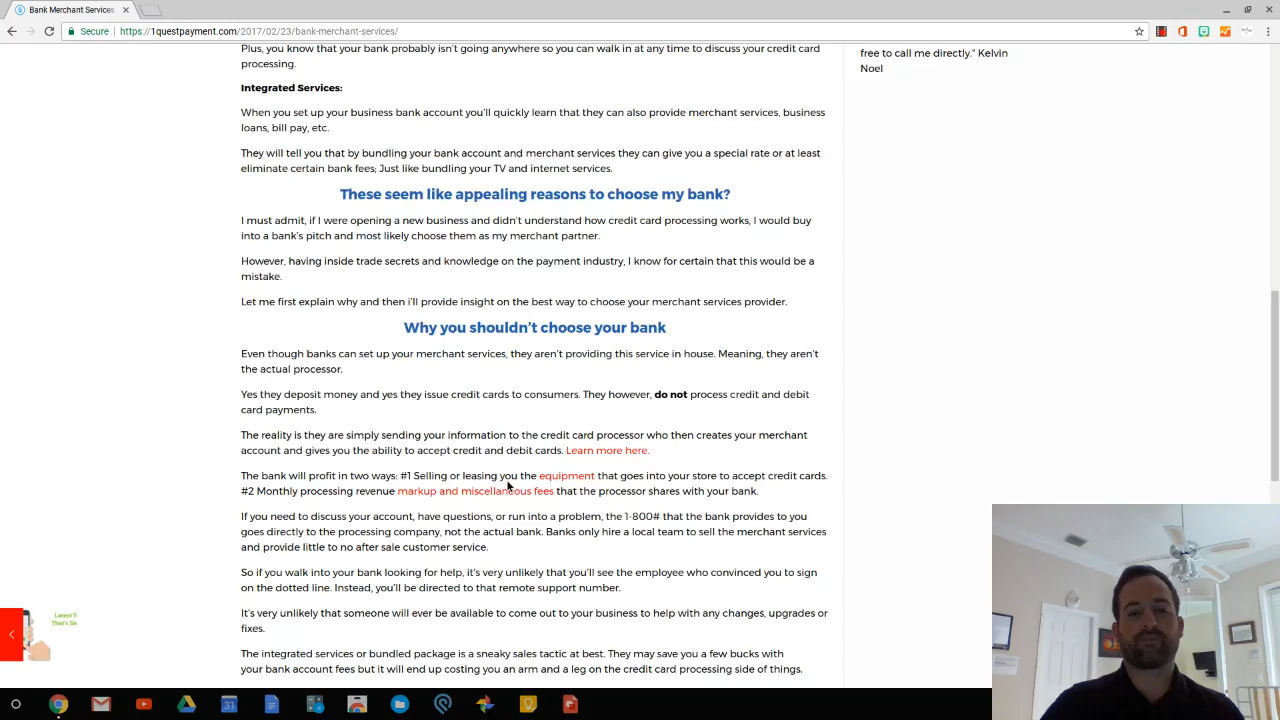 Bank Merchant Services
Secure
https://1questpayment.com/2017/02/23/bank-merchant-services/
Plus, you know that your bank probably isn't going anywhere so you can walk in at any time to discuss your credit card
processing.
free to call me directly." Kelvin
Noel
Integrated Services:
When you set up your business bank account you'll quickly learn that they can also provide merchant services, business
loans, bill pay, etc.
They will tell you that by bundling your bank account and merchant services they can give you a special rate or at least
eliminate certain bank fees; Just like bundling your TV and internet services.
These seem like appealing reasons to choose my bank?
I must admit, if I were opening a new business and didn't understand how credit card processing works, I would buy
into a bank's pitch and most likely choose them as my merchant partner.
However, having inside trade secrets and knowledge on the payment industry, I know for certain that this would be a
mistake.
Let me first explain why and then i'll provide insight on the best way to choose your merchant services provider.
Why you shouldn't choose your bank
Even though banks can set up your merchant services, they aren't providing this service in house. Meaning, they aren't
the actual processor.
Yes they deposit money and yes they issue credit cards to consumers. They however, do not process credit and debit
card payments.
The reality is they are simply sending your information to the credit card processor who then creates your merchant
account and gives you the ability to accept credit and debit cards. Learn more here.
The bank will profit in two ways: #1 Selling or leasing you the equipment that goes into your store to accept credit cards.
#2 Monthly processing revenue markup and miscellaneous fees that the processor shares with your bank.
If you need to discuss your account, have questions, or run into a problem, the 1-800# that the bank provides to you
goes directly to the processing company, not the actual bank. Banks only hire a local team to sell the merchant services
and provide little to no after sale customer service.
So if you walk into your bank looking for help, it's very unlikely that you'll see the employee who convinced you to sign
on the dotted line. Instead, you'll be directed to that remote support number.
It's very unlikely that someone will ever be available to come out to your business to help with any changes, upgrades or
fixes.
The integrated services or bundled package is a sneaky sales tactic at best. They may save you a few bucks with
your bank account fees but it will end up costing you an arm and a leg on the credit card processing side of things.
Latest T
That's Si
31